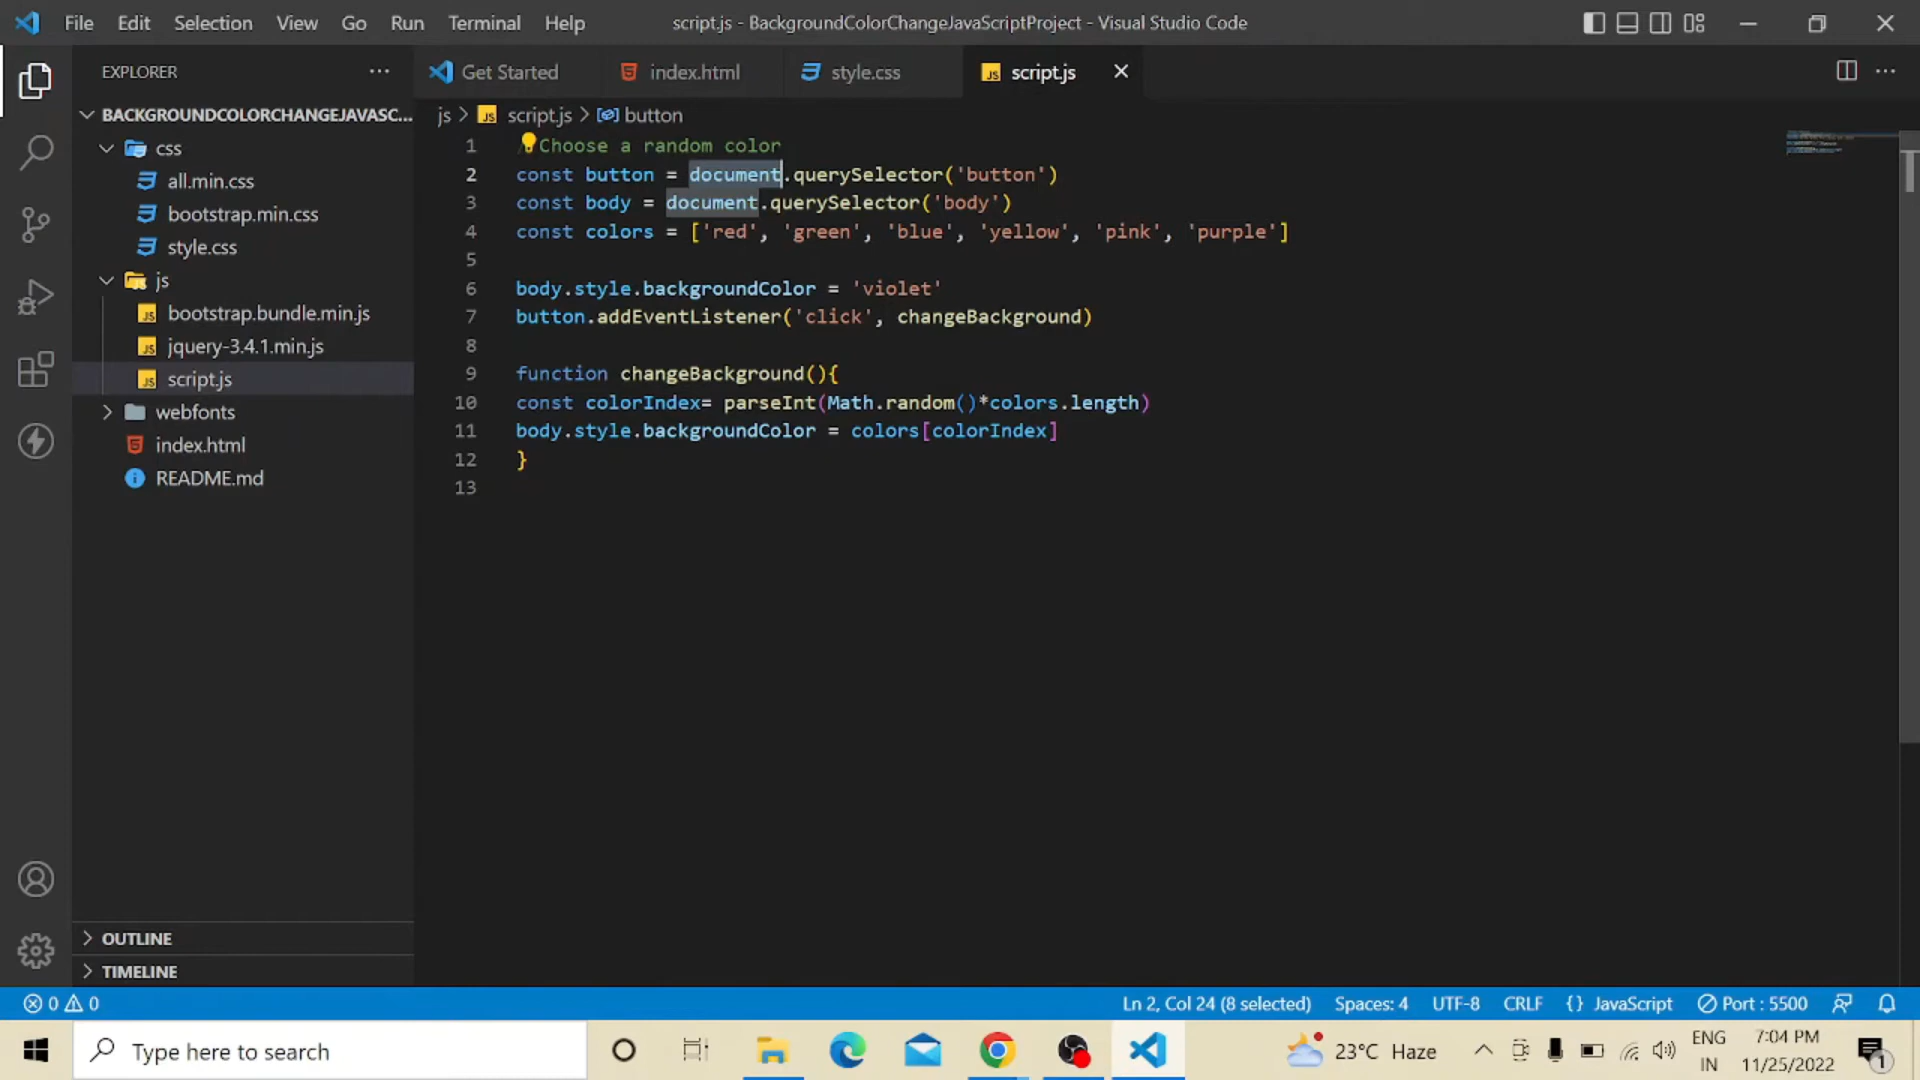 File Edit Selection View Go Run Terminal Help
script.js - BackgroundColorChangeJavaScriptProject - Visual Studio Code
EXPLORER
Get Started
index.html
style.css
script.js
BACKGROUNDCOLORCHANGEJAVASC...
js > script.js > button
css
all.min.css
bootstrap.min.css
style.css
js
bootstrap.bundle.min.js
jquery-3.4.1.min.js
script.js
webfonts
index.html
README.md
OUTLINE
TIMELINE
1 Choose a random color
2 const button = document.querySelector('button')
3 const body = document.querySelector('body')
4 const colors = ['red', 'green', 'blue', 'yellow', 'pink', 'purple']
5
6 body.style.backgroundColor = 'violet'
7 button.addEventListener('click', changeBackground)
8
9 function changeBackground(){
10 const colorIndex= parseInt(Math.random()*colors.length)
11 body.style.backgroundColor = colors[colorIndex]
12 }
13
0 0
Ln 2, Col 24 (8 selected) Spaces: 4 UTF-8 CRLF {} JavaScript Port : 5500
Type here to search
23°C Haze
ENG
IN
7:04 PM
11/25/2022
1